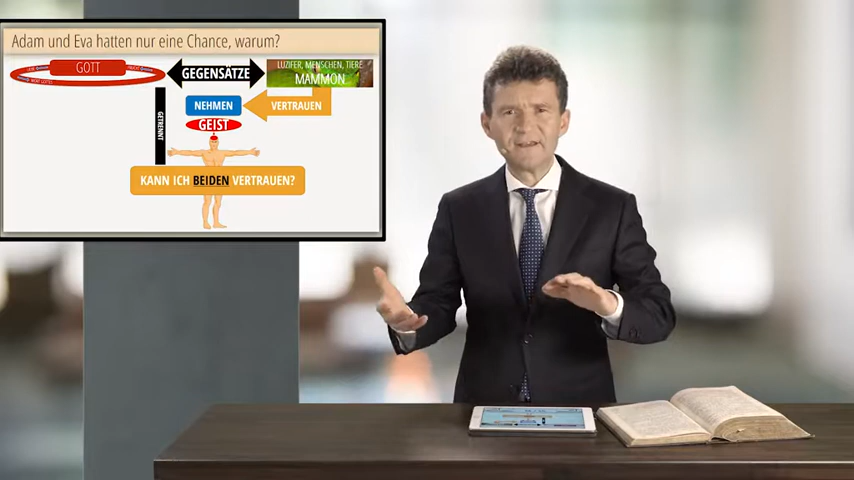 Adam und Eva hatten nur eine Chance, warum?
GOTT
GEGENSÄTZE
LUZIFER, MENSCHEN, TIERE
MAMMON
NEHMEN
VERTRAUEN
GEIST
GETRENNT
KANN ICH BEIDEN VERTRAUEN?